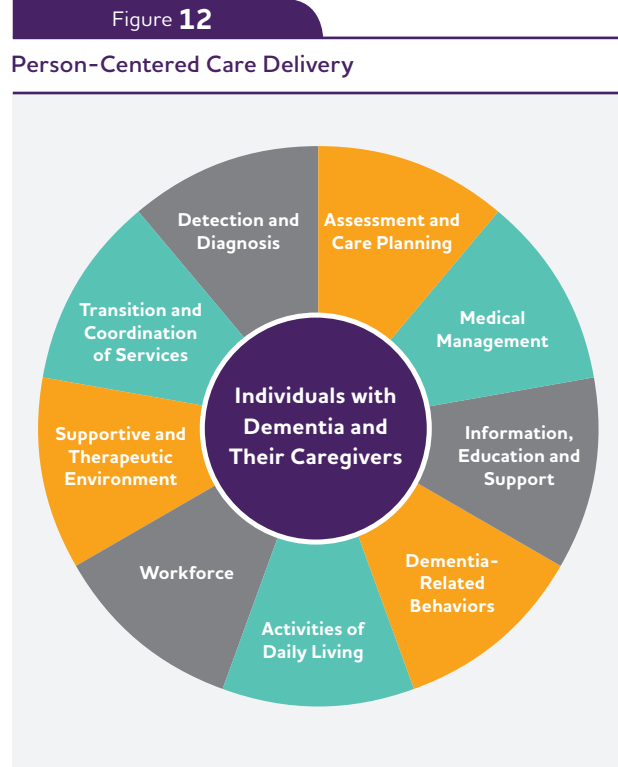 Figure 12
Person-Centered Care Delivery
Detection and
Diagnosis
Assessment and
Care Planning
Medical
Management
Information,
Education and
Support
Dementia-
Related
Behaviors
Activities of
Daily Living
Workforce
Supportive and
Therapeutic
Environment
Transition and
Coordination
of Services
Individuals with
Dementia and
Their Caregivers